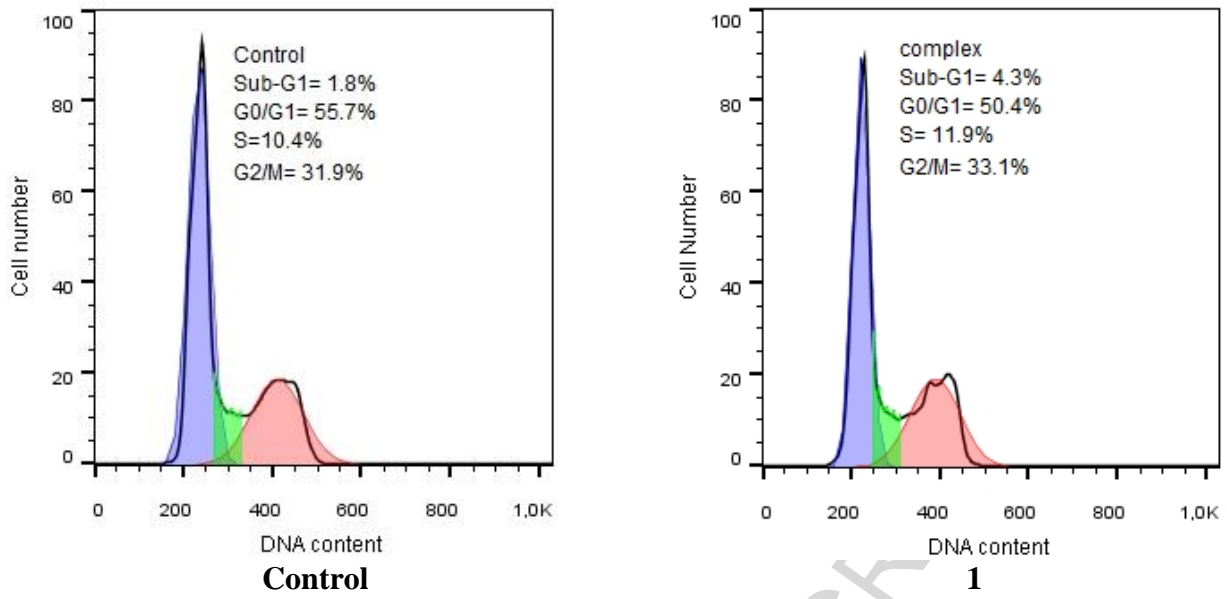 100
80
60
40
20
0
Cell number
Control
Sub-G1= 1.8%
G0/G1= 55.7%
S=10.4%
G2/M= 31.9%
0 200 400 600 800 1,0K
DNA content
Control
100
80
60
40
20
0
Cell Number
complex
Sub-G1= 4.3%
G0/G1= 50.4%
S= 11.9%
G2/M= 33.1%
0 200 400 600 800 1,0K
DNA content
1